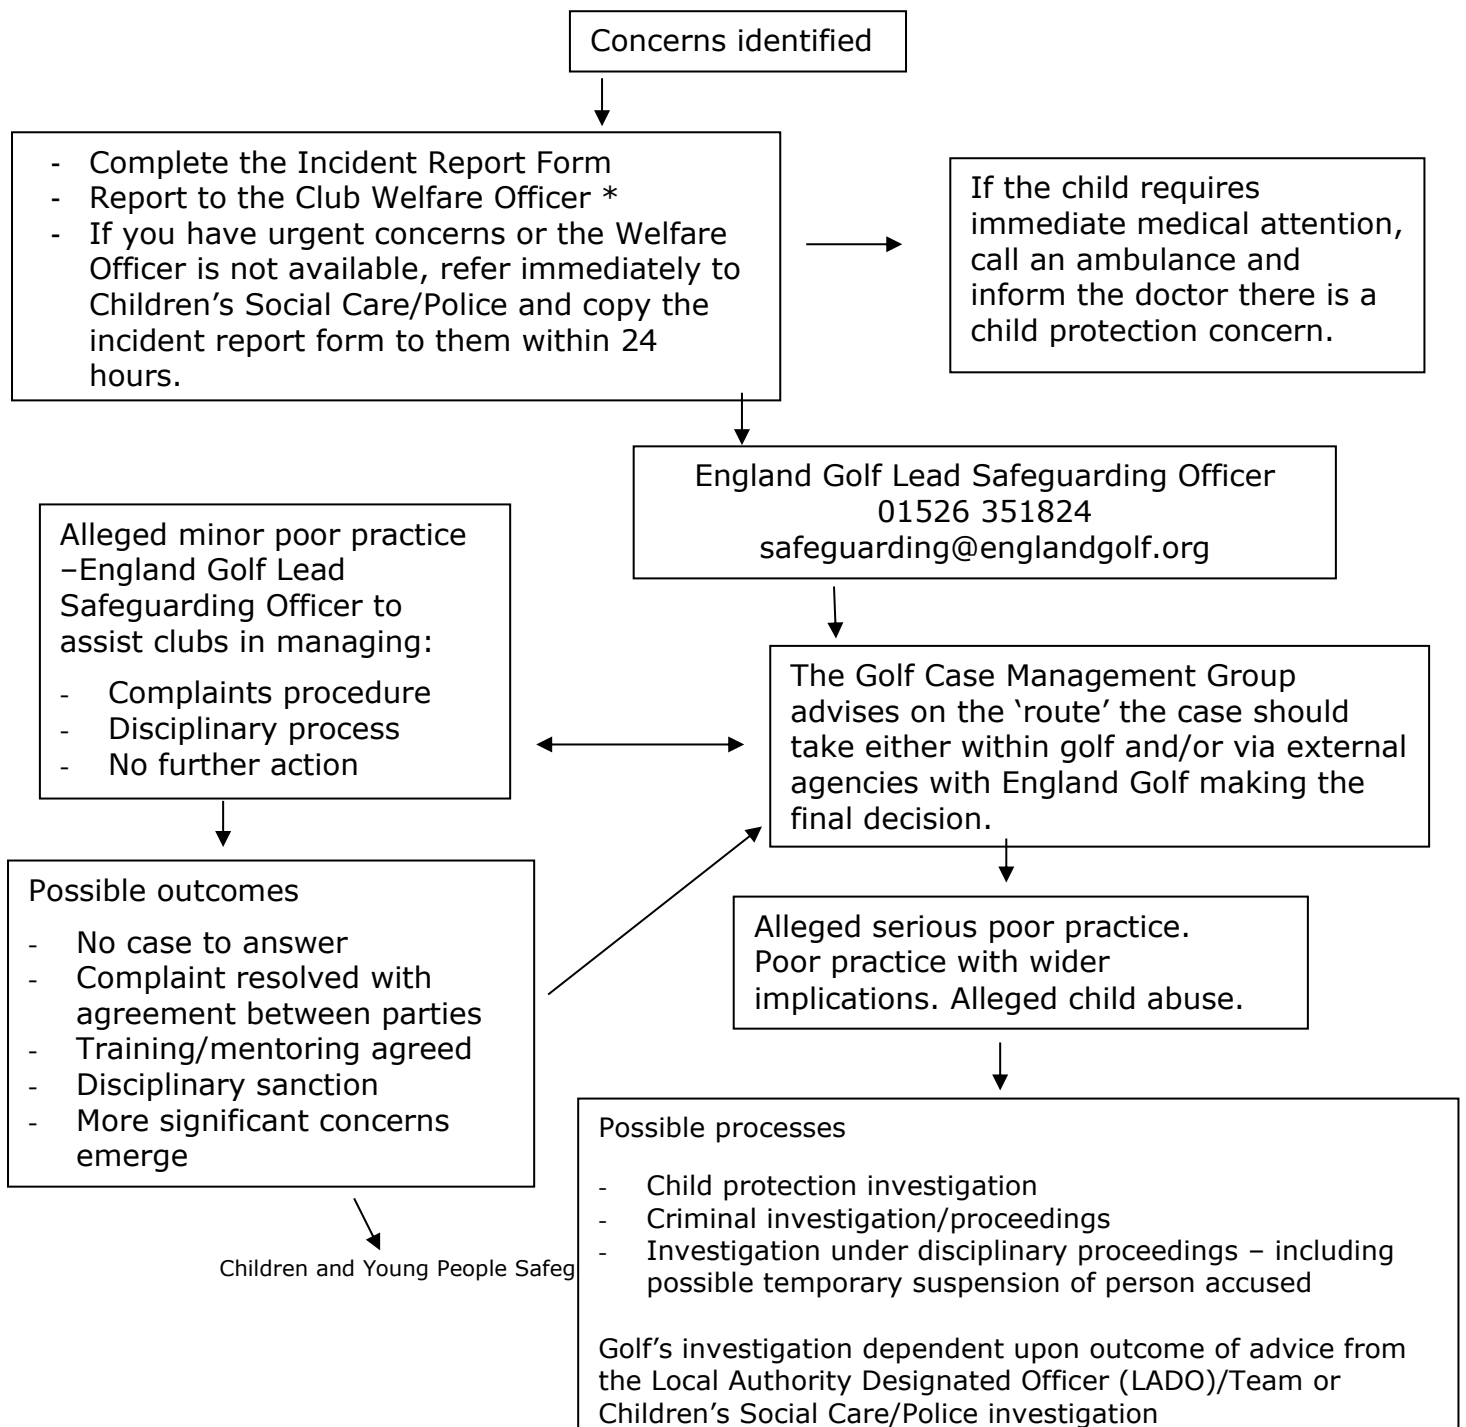 Concerns identified
- Complete the Incident Report Form
- Report to the Club Welfare Officer *
- If you have urgent concerns or the Welfare
Officer is not available, refer immediately to
Children’s Social Care/Police and copy the
incident report form to them within 24
hours.
If the child requires
immediate medical attention,
call an ambulance and
inform the doctor there is a
child protection concern.
England Golf Lead Safeguarding Officer
01526 351824
safeguarding@englandgolf.org
Alleged minor poor practice
–England Golf Lead
Safeguarding Officer to
assist clubs in managing:
- Complaints procedure
- Disciplinary process
- No further action
The Golf Case Management Group
advises on the ‘route’ the case should
take either within golf and/or via external
agencies with England Golf making the
final decision.
Possible outcomes
- No case to answer
- Complaint resolved with
agreement between parties
- Training/mentoring agreed
- Disciplinary sanction
- More significant concerns
emerge
Alleged serious poor practice.
Poor practice with wider
implications. Alleged child abuse.
Possible processes
- Child protection investigation
- Criminal investigation/proceedings
- Investigation under disciplinary proceedings – including
possible temporary suspension of person accused
Golf’s investigation dependent upon outcome of advice from
the Local Authority Designated Officer (LADO)/Team or
Children’s Social Care/Police investigation
Children and Young People Safeg